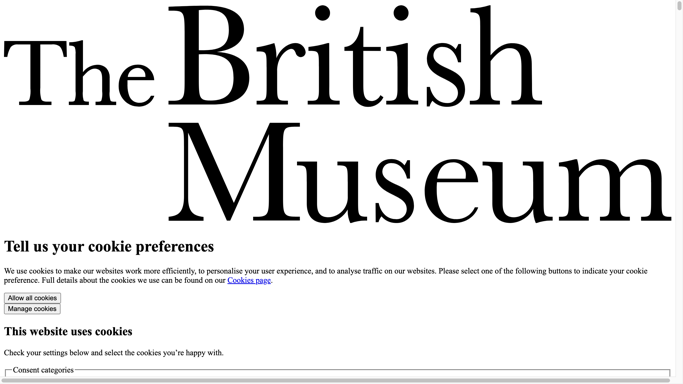 The British
Museum
Tell us your cookie preferences
We use cookies to make our websites work more efficiently, to personalise your user experience, and to analyse traffic on our websites. Please select one of the following buttons to indicate your cookie
preference. Full details about the cookies we use can be found on our Cookies page.
Allow all cookies
Manage cookies
This website uses cookies
Check your settings below and select the cookies you’re happy with.
Consent categories